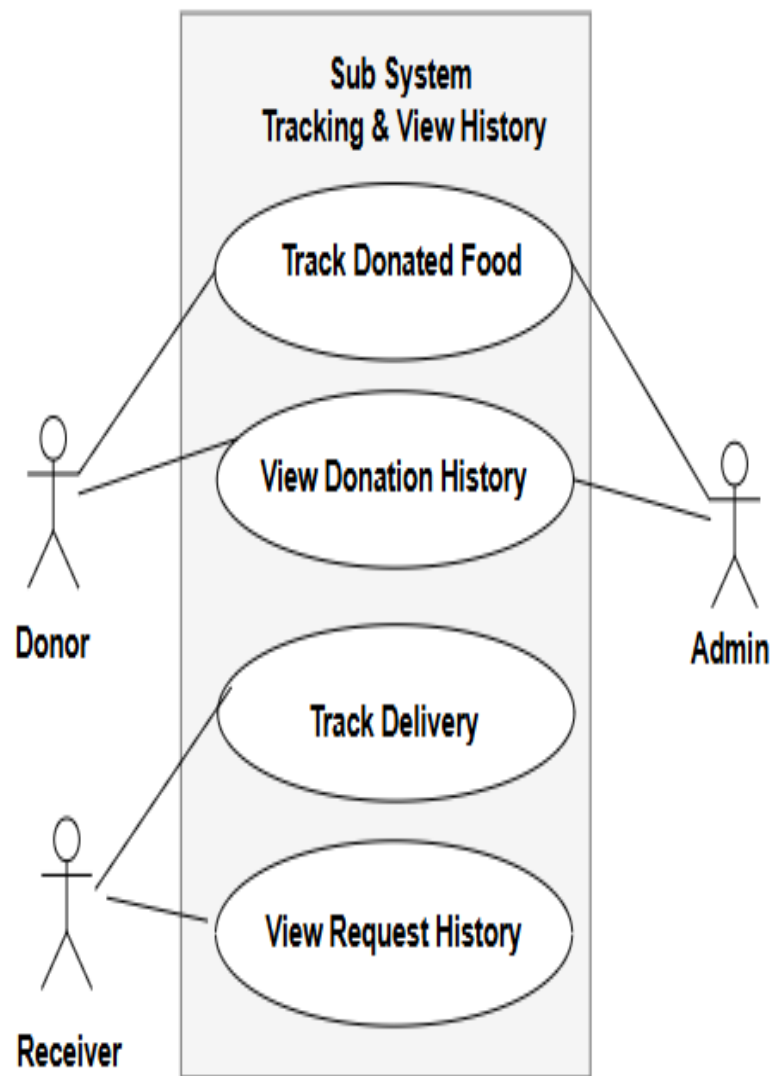 Sub System
Tracking & View History
Track Donated Food
View Donation History
Donor
Admin
Track Delivery
View Request History
Receiver